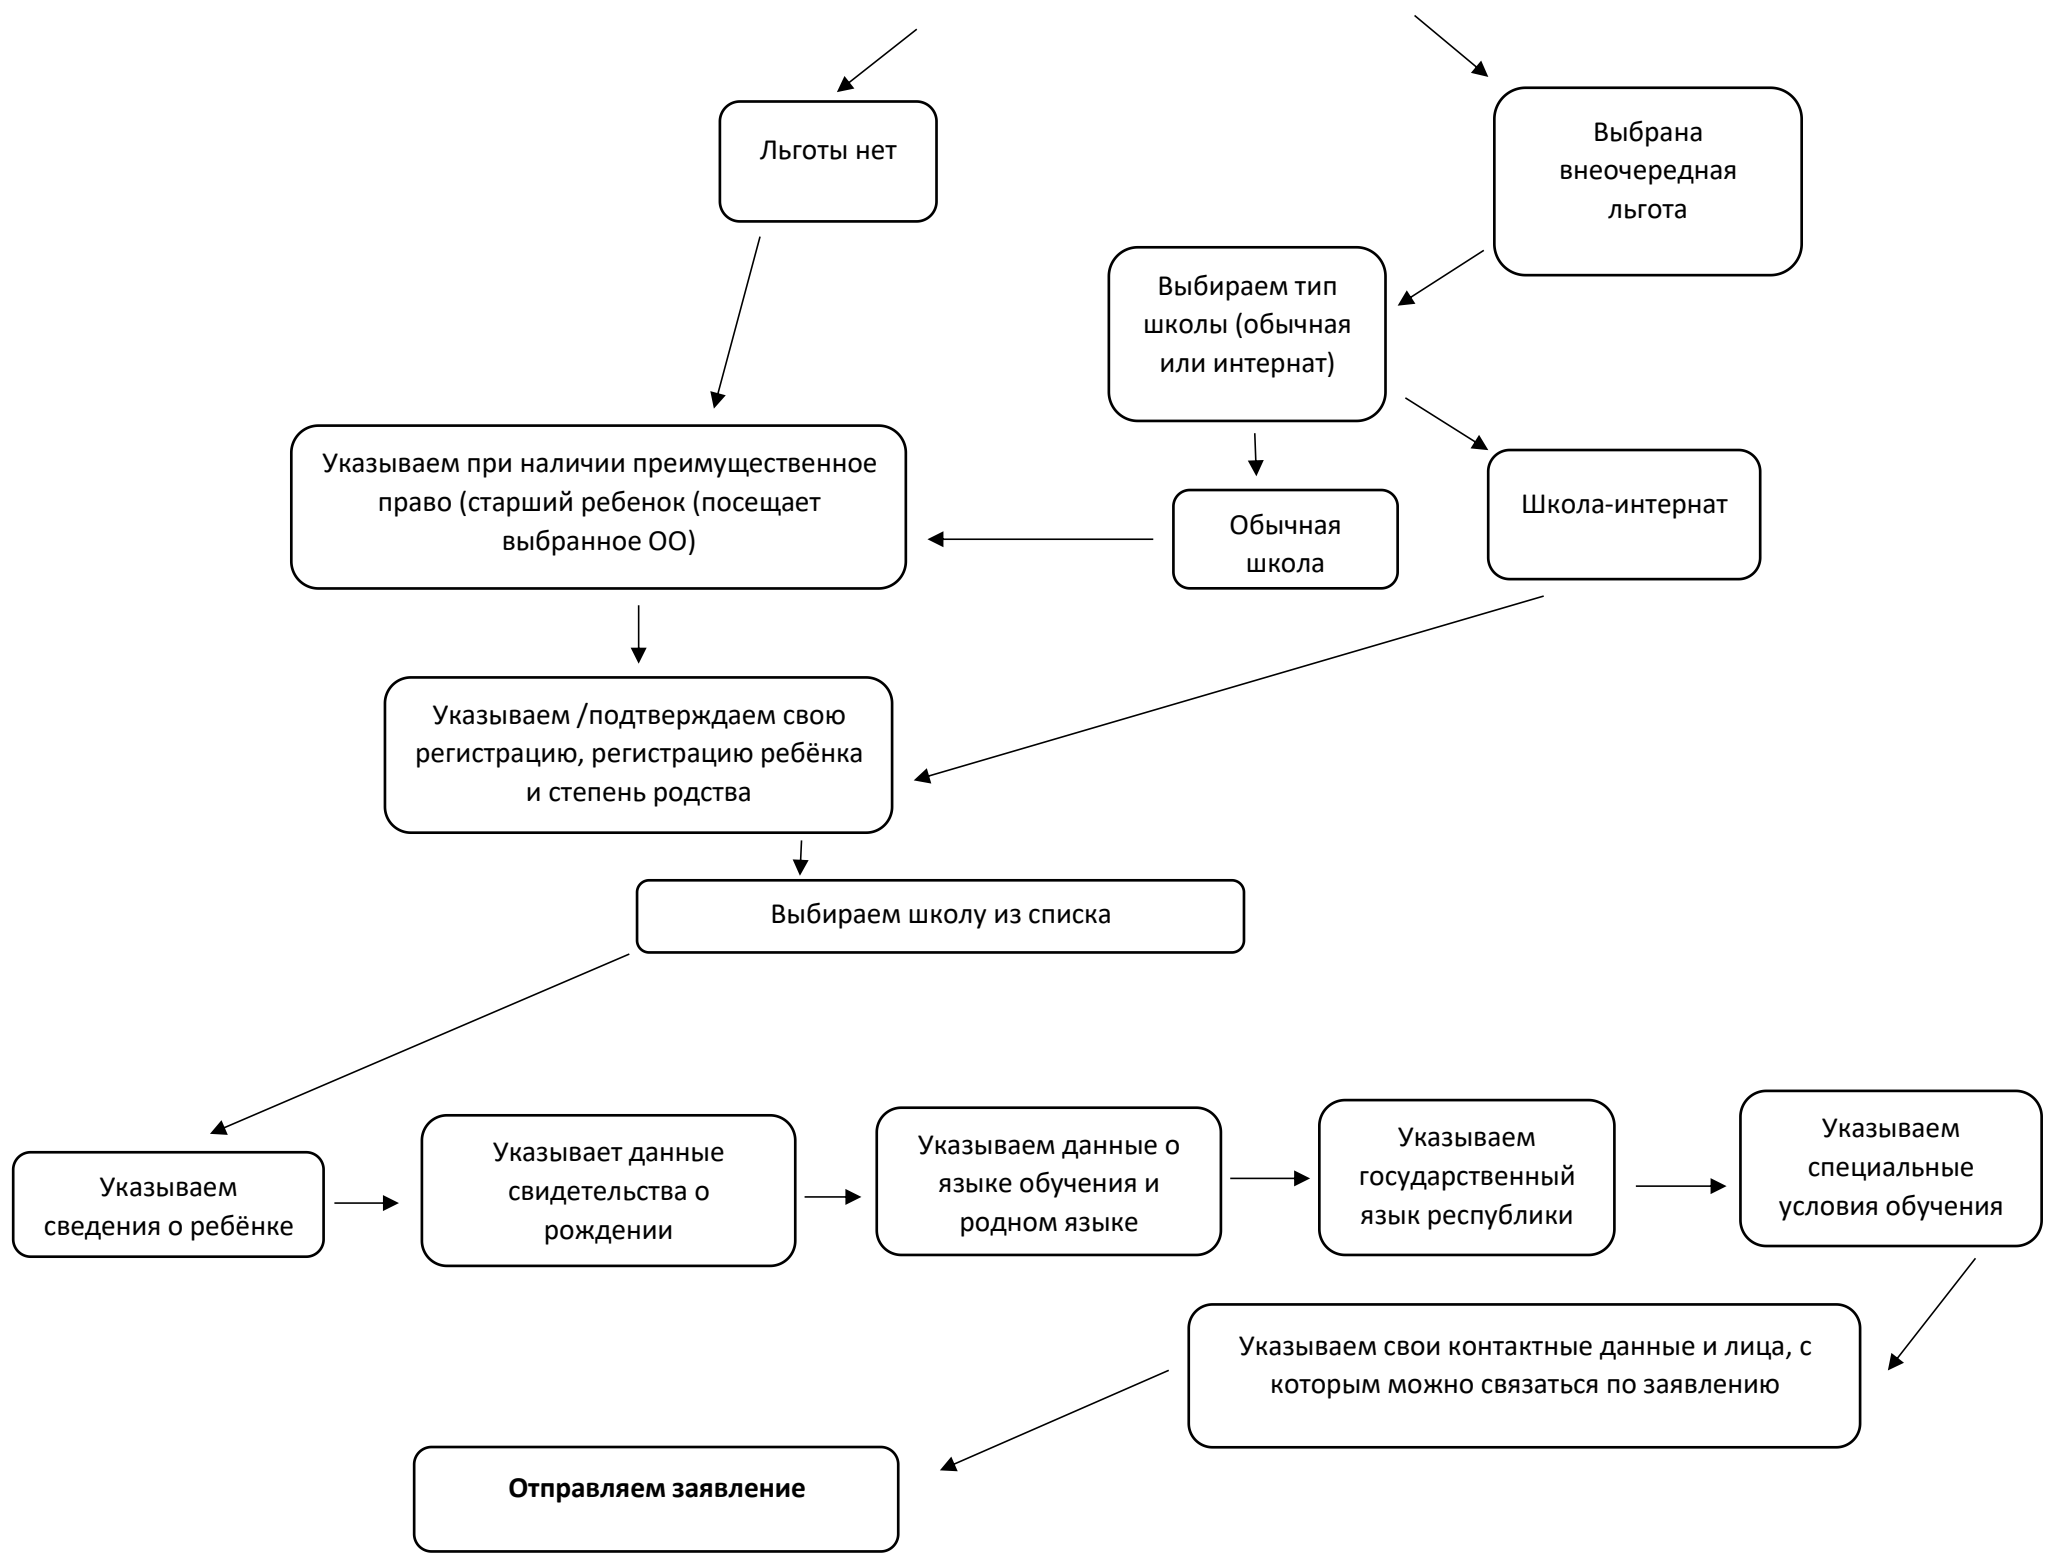 Льготы нет
Выбрана
внеочередная
льгота
Выбираем тип
школы (обычная
или интернат)
Указываем при наличии преимущественное
право (старший ребенок (посещает
выбранное ОО)
Обычная
школа
Школа-интернат
Указываем /подтверждаем свою
регистрацию, регистрацию ребёнка
и степень родства
Выбираем школу из списка
Указываем
сведения о ребёнке
Указывает данные
свидетельства о
рождении
Указываем данные о
языке обучения и
родном языке
Указываем
государственный
язык республики
Указываем
специальные
условия обучения
Указываем свои контактные данные и лица, с
которым можно связаться по заявлению
Отправляем заявление